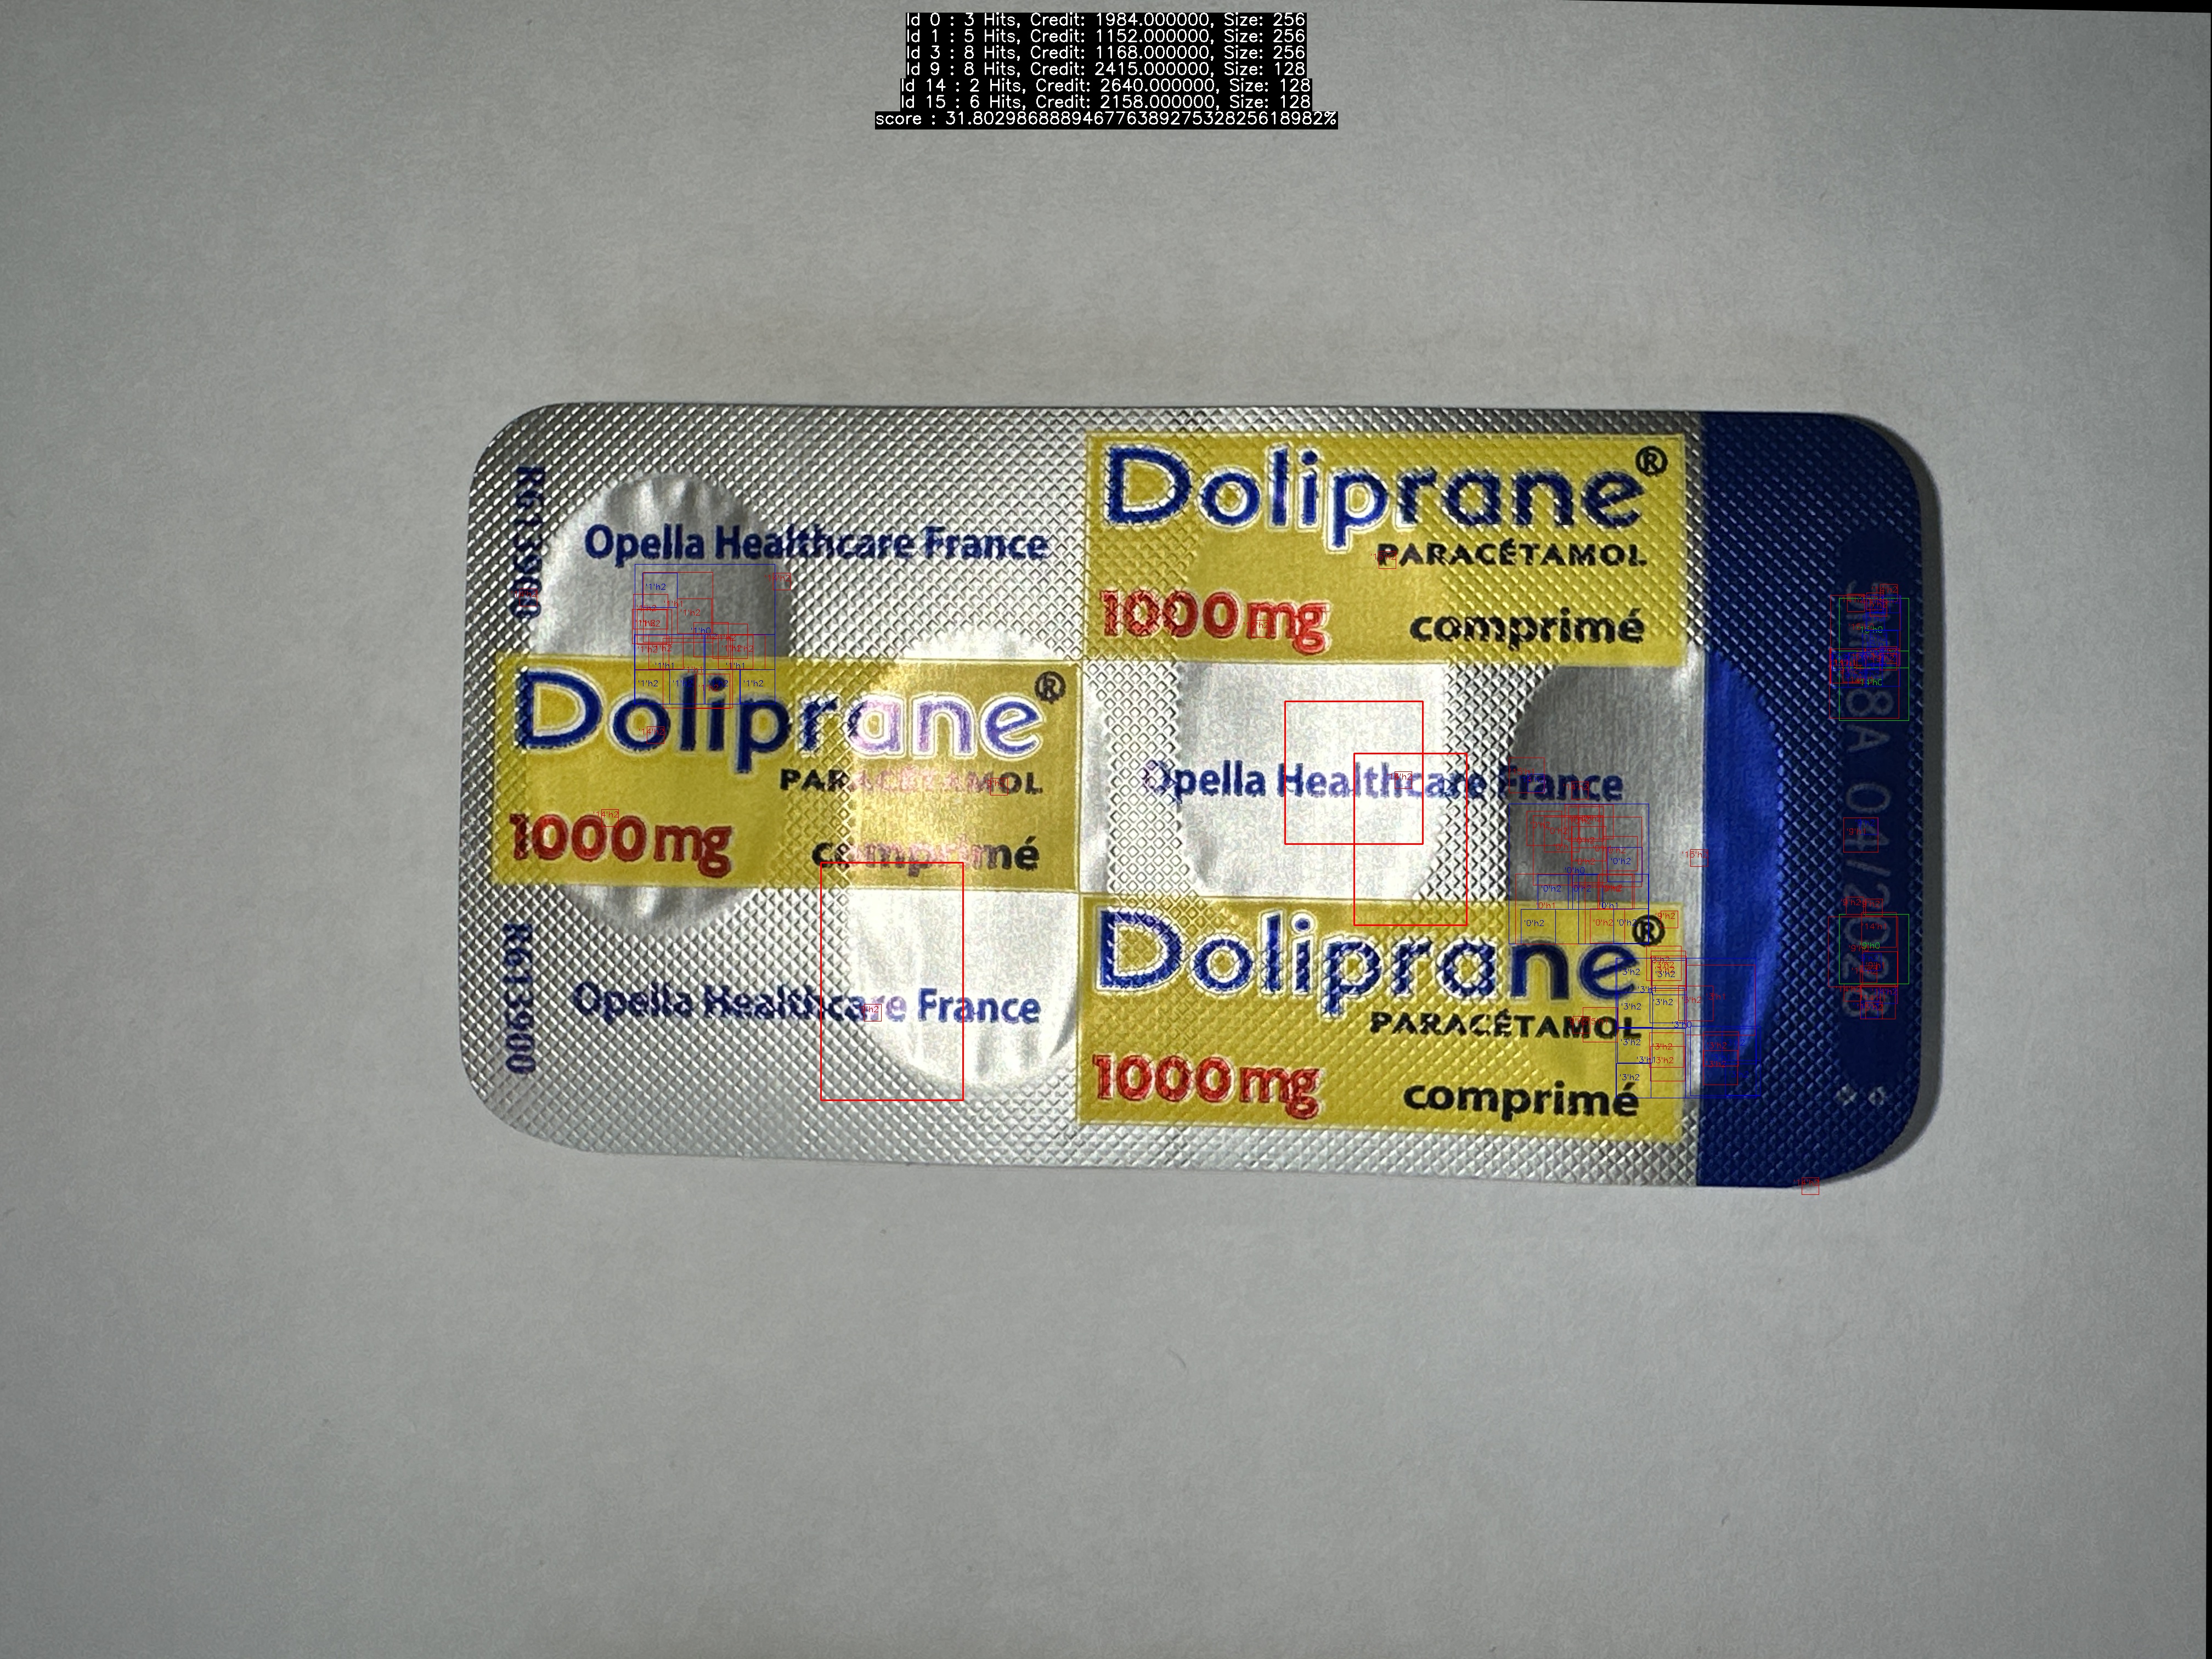 Id 0 : 3 Hits, Credit: 1984.000000, Size: 256
Id 1 : 5 Hits, Credit: 1152.000000, Size: 256
Id 3 : 8 Hits, Credit: 1168.000000, Size: 256
Id 9 : 8 Hits, Credit: 2415.000000, Size: 128
Id 14 : 2 Hits, Credit: 2640.000000, Size: 128
Id 15 : 6 Hits, Credit: 2158.000000, Size: 128
score : 31.80298688894677638927532825618982%
Doliprane®
PARACÉTAMOL
1000mg comprimé
Opella Healthcare France
Doliprane®
PARACÉTAMOL
1000mg comprimé
Opella Healthcare France
Opella Healthcare France
Doliprane®
PARACÉTAMOL
1000mg comprimé
RG13900
RG13900